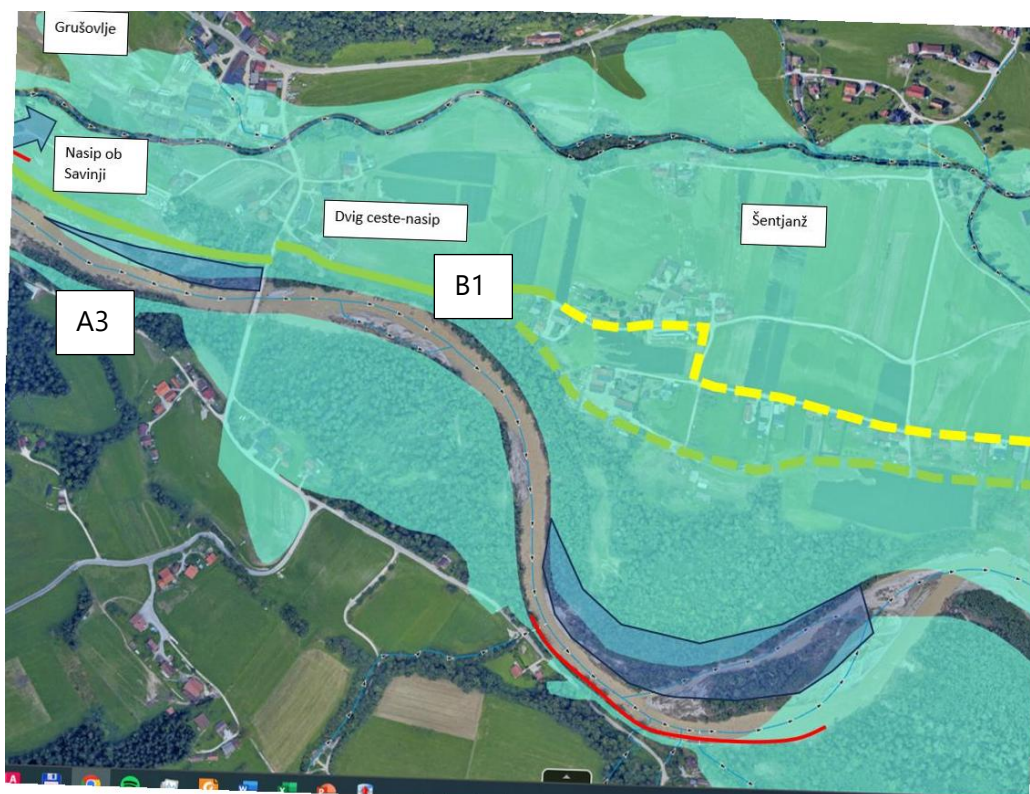 Grušovlje
Nasip ob
Savinji
Dvig ceste-nasip
Šentjanž
B1
A3